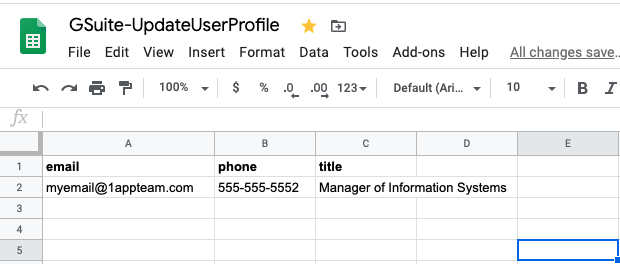 GSuite-UpdateUserProfile
File Edit View Insert Format Data Tools Add-ons Help All changes save...
100% $ % .0 .00 123 Default (Ari... 10 B I
fx
A B C D E
1 email phone title
2 myemail@1appteam.com 555-555-5552 Manager of Information Systems
3
4
5